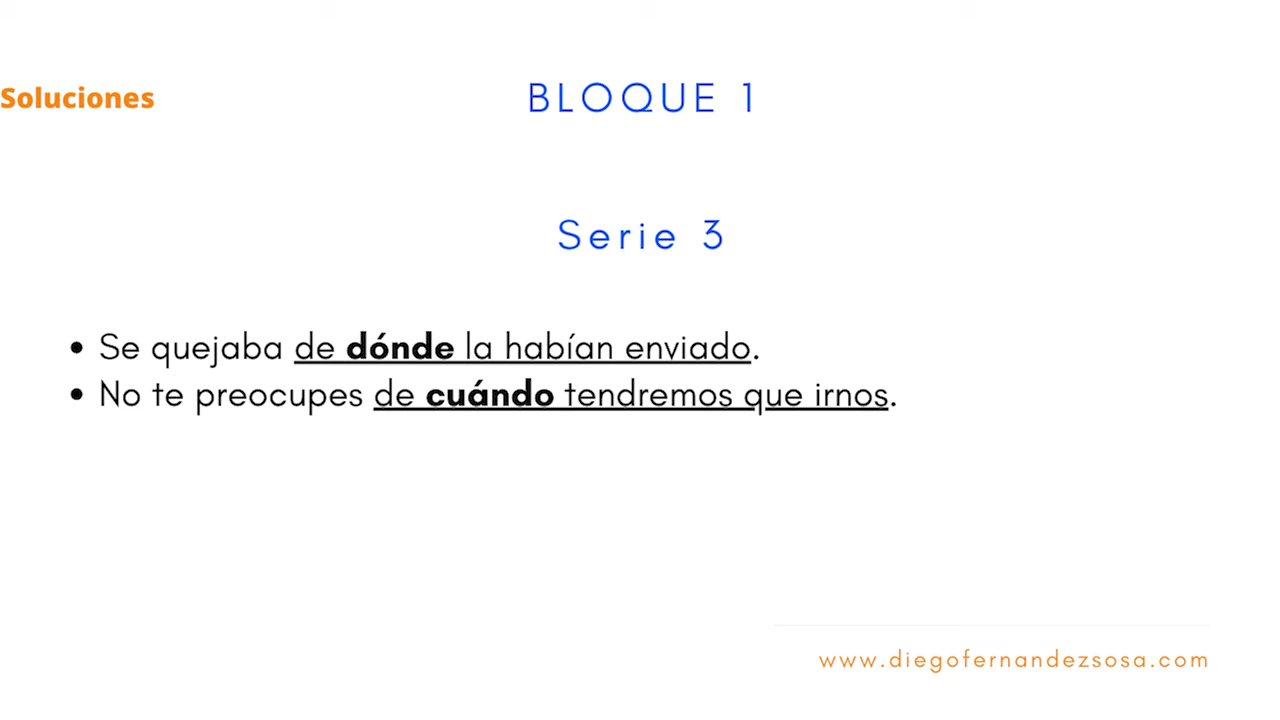 Soluciones
BLOQUE 1
Serie 3
• Se quejaba de dónde la habían enviado.
• No te preocupes de cuándo tendremos que irnos.
www.diegofernandezsosa.com